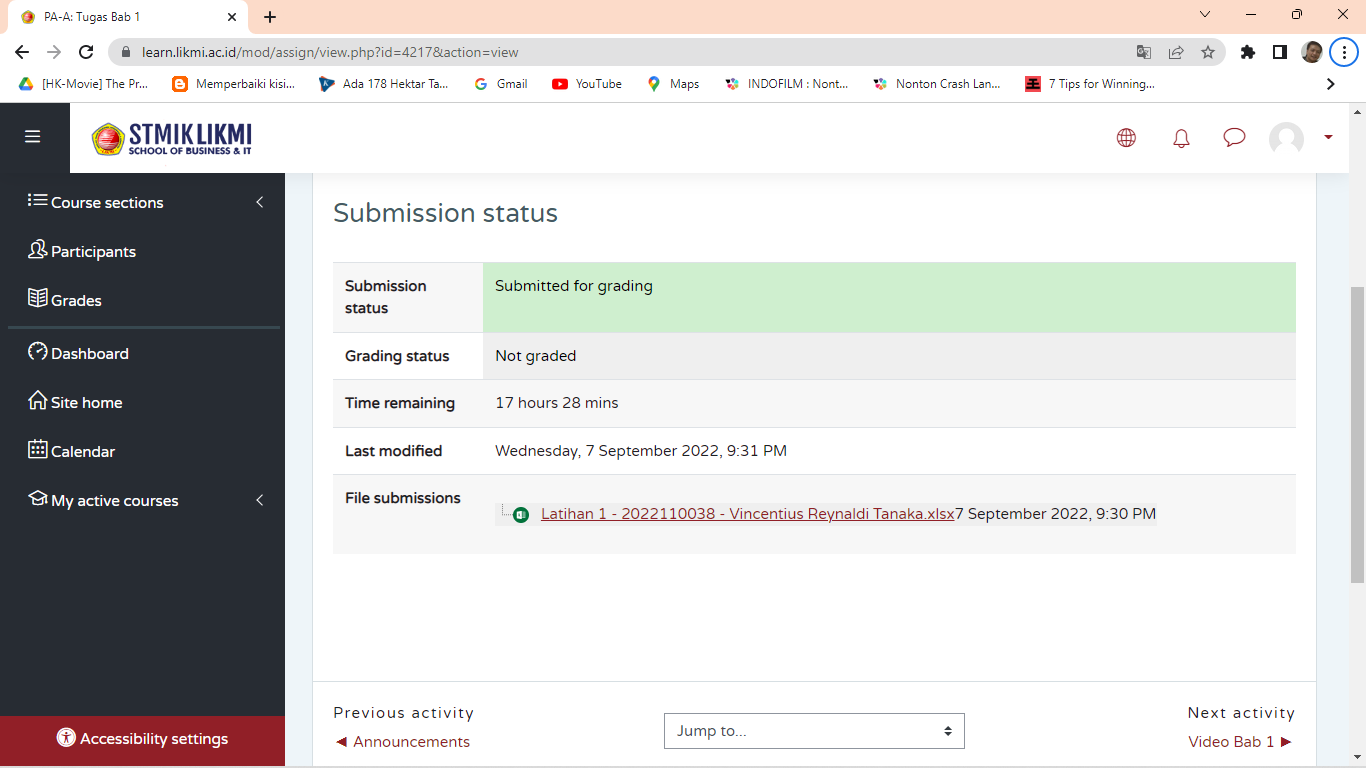 PA-A: Tugas Bab 1
learn.likmi.ac.id/mod/assign/view.php?id=4217&action=view
[HK-Movie] The Pr...
Memperbaiki kisi...
Ada 178 Hektar Ta...
Gmail
YouTube
Maps
INDOFILM : Nont...
Nonton Crash Lan...
7 Tips for Winning...
STMIK LIKMI
SCHOOL OF BUSINESS & IT
Course sections
Participants
Grades
Dashboard
Site home
Calendar
My active courses
Accessibility settings
Submission status
Submission
status
Submitted for grading
Grading status
Not graded
Time remaining
17 hours 28 mins
Last modified
Wednesday, 7 September 2022, 9:31 PM
File submissions
Latihan 1 - 2022110038 - Vincentius Reynaldi Tanaka.xlsx7 September 2022, 9:30 PM
Previous activity
◄ Announcements
Jump to...
Next activity
Video Bab 1 ►